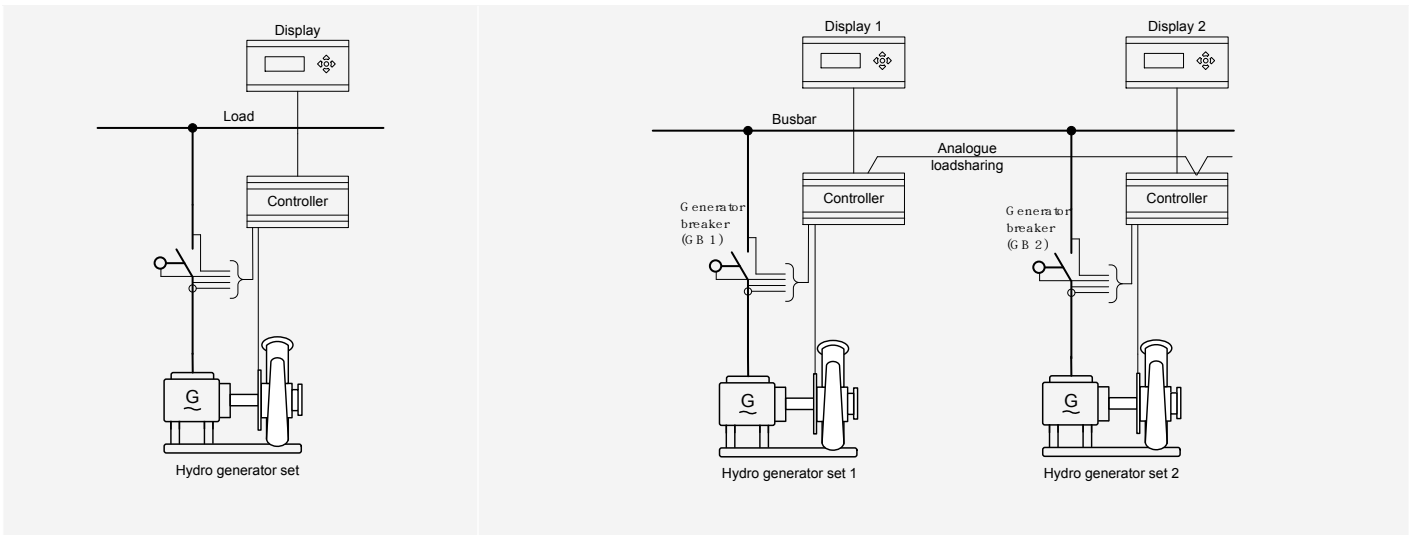 Display
Load
Controller
G
Hydro generator set
Display 1
Display 2
Busbar
Analogue
loadsharing
Controller
Controller
Generator
breaker
(GB 1)
Generator
breaker
(GB 2)
G
G
Hydro generator set 1
Hydro generator set 2